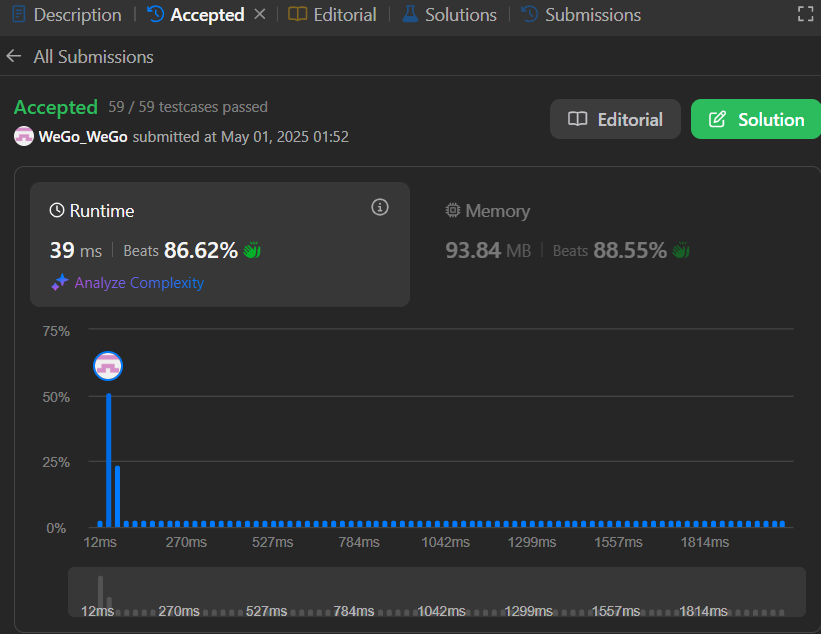 Description | Accepted × | Editorial | Solutions | Submissions
← All Submissions
Accepted 59 / 59 testcases passed
WeGo_WeGo submitted at May 01, 2025 01:52
Editorial
Solution
Runtime
39 ms | Beats 86.62%
Analyze Complexity
Memory
93.84 MB | Beats 88.55%
75%
50%
25%
0%
12ms 270ms 527ms 784ms 1042ms 1299ms 1557ms 1814ms
12ms 270ms 527ms 784ms 1042ms 1299ms 1557ms 1814ms